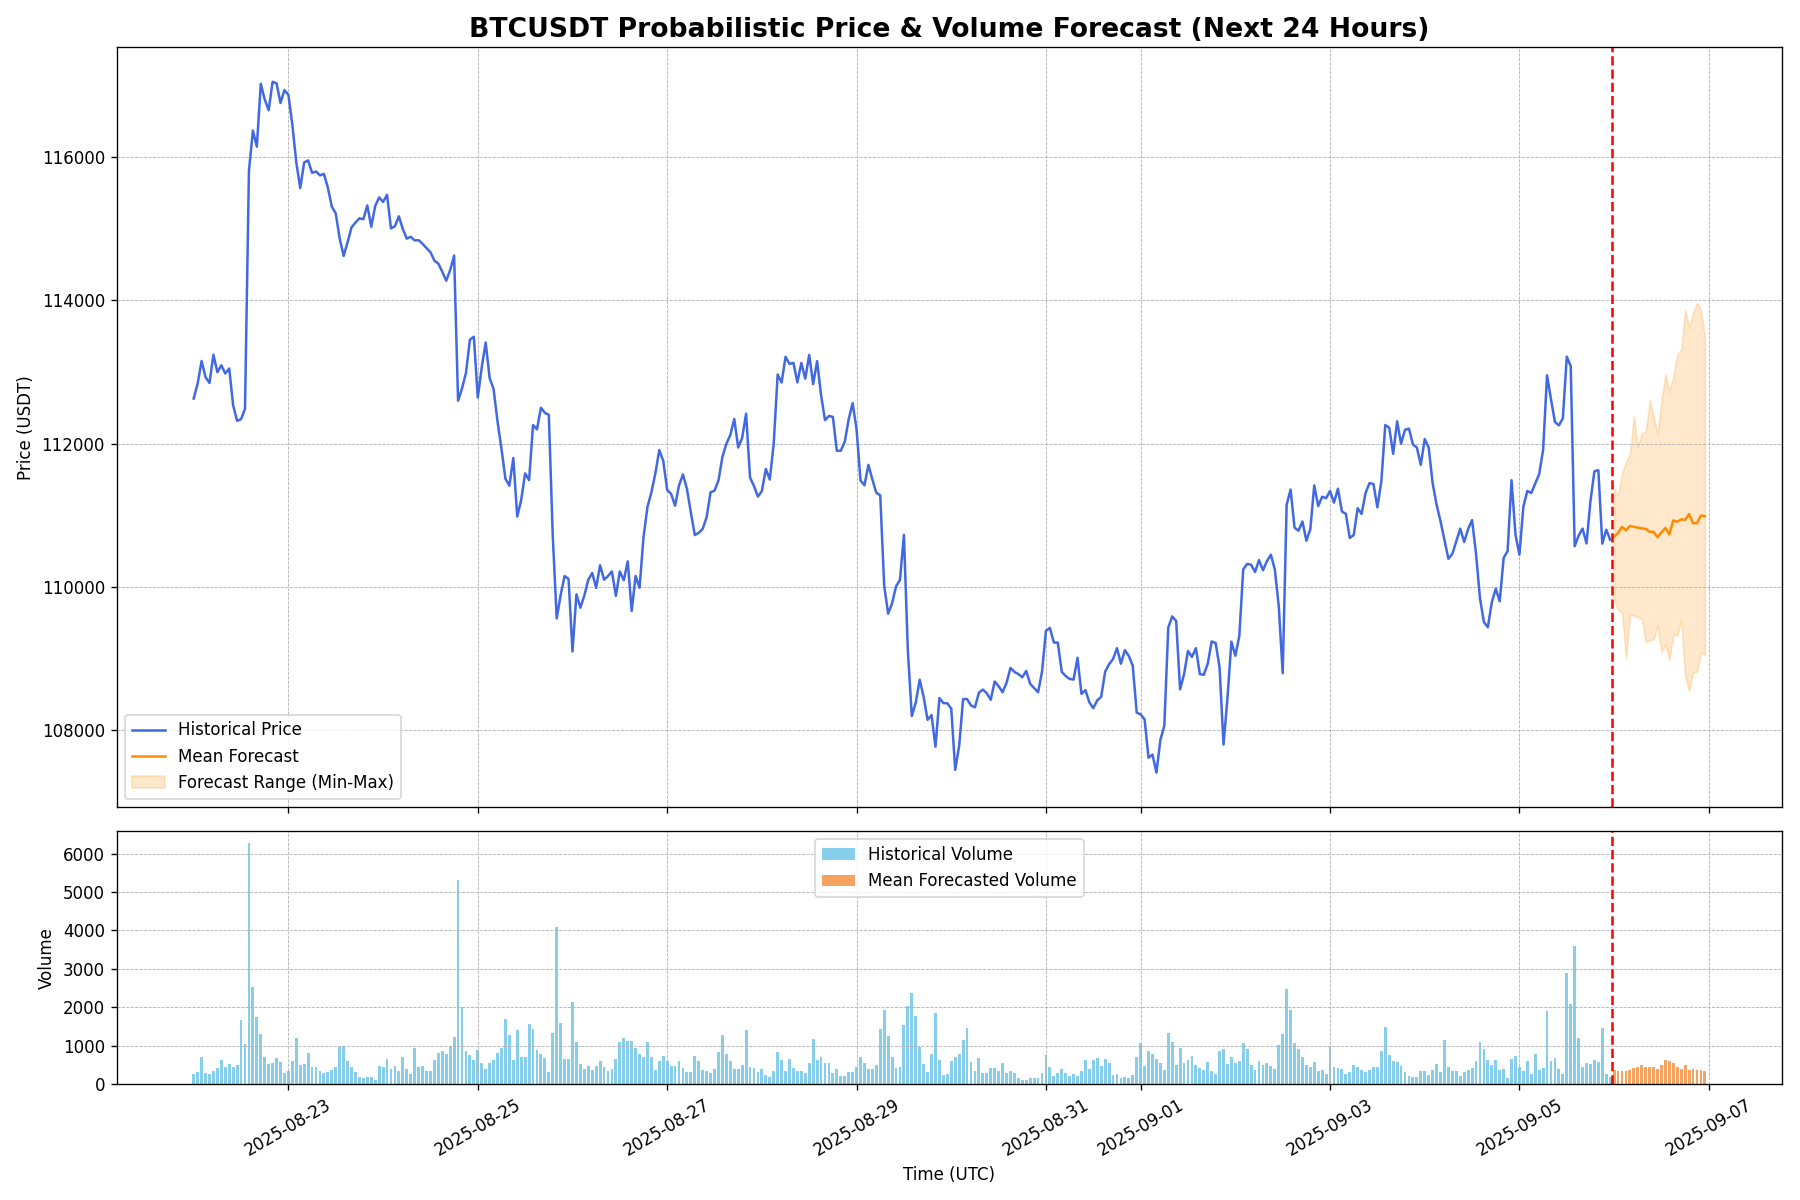 BTCUSDT Probabilistic Price & Volume Forecast (Next 24 Hours)
Price (USDT)
116000
114000
112000
110000
108000
Historical Price
Mean Forecast
Forecast Range (Min-Max)
Volume
6000
5000
4000
3000
2000
1000
0
Historical Volume
Mean Forecasted Volume
2025-08-23
2025-08-25
2025-08-27
2025-08-29
2025-08-31
2025-09-01
2025-09-03
2025-09-05
2025-09-07
Time (UTC)